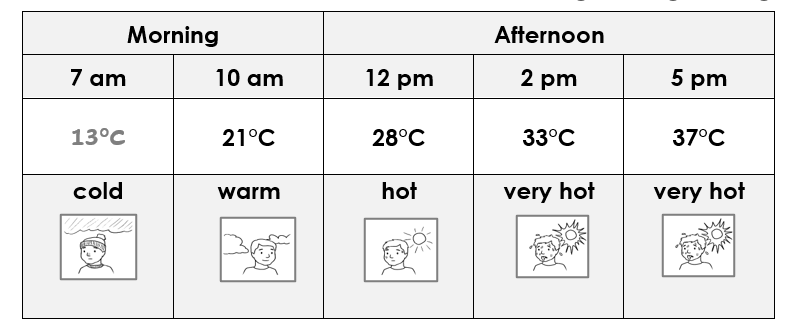 Morning Afternoon
7 am 10 am 12 pm 2 pm 5 pm
13°C 21°C 28°C 33°C 37°C
cold warm hot very hot very hot